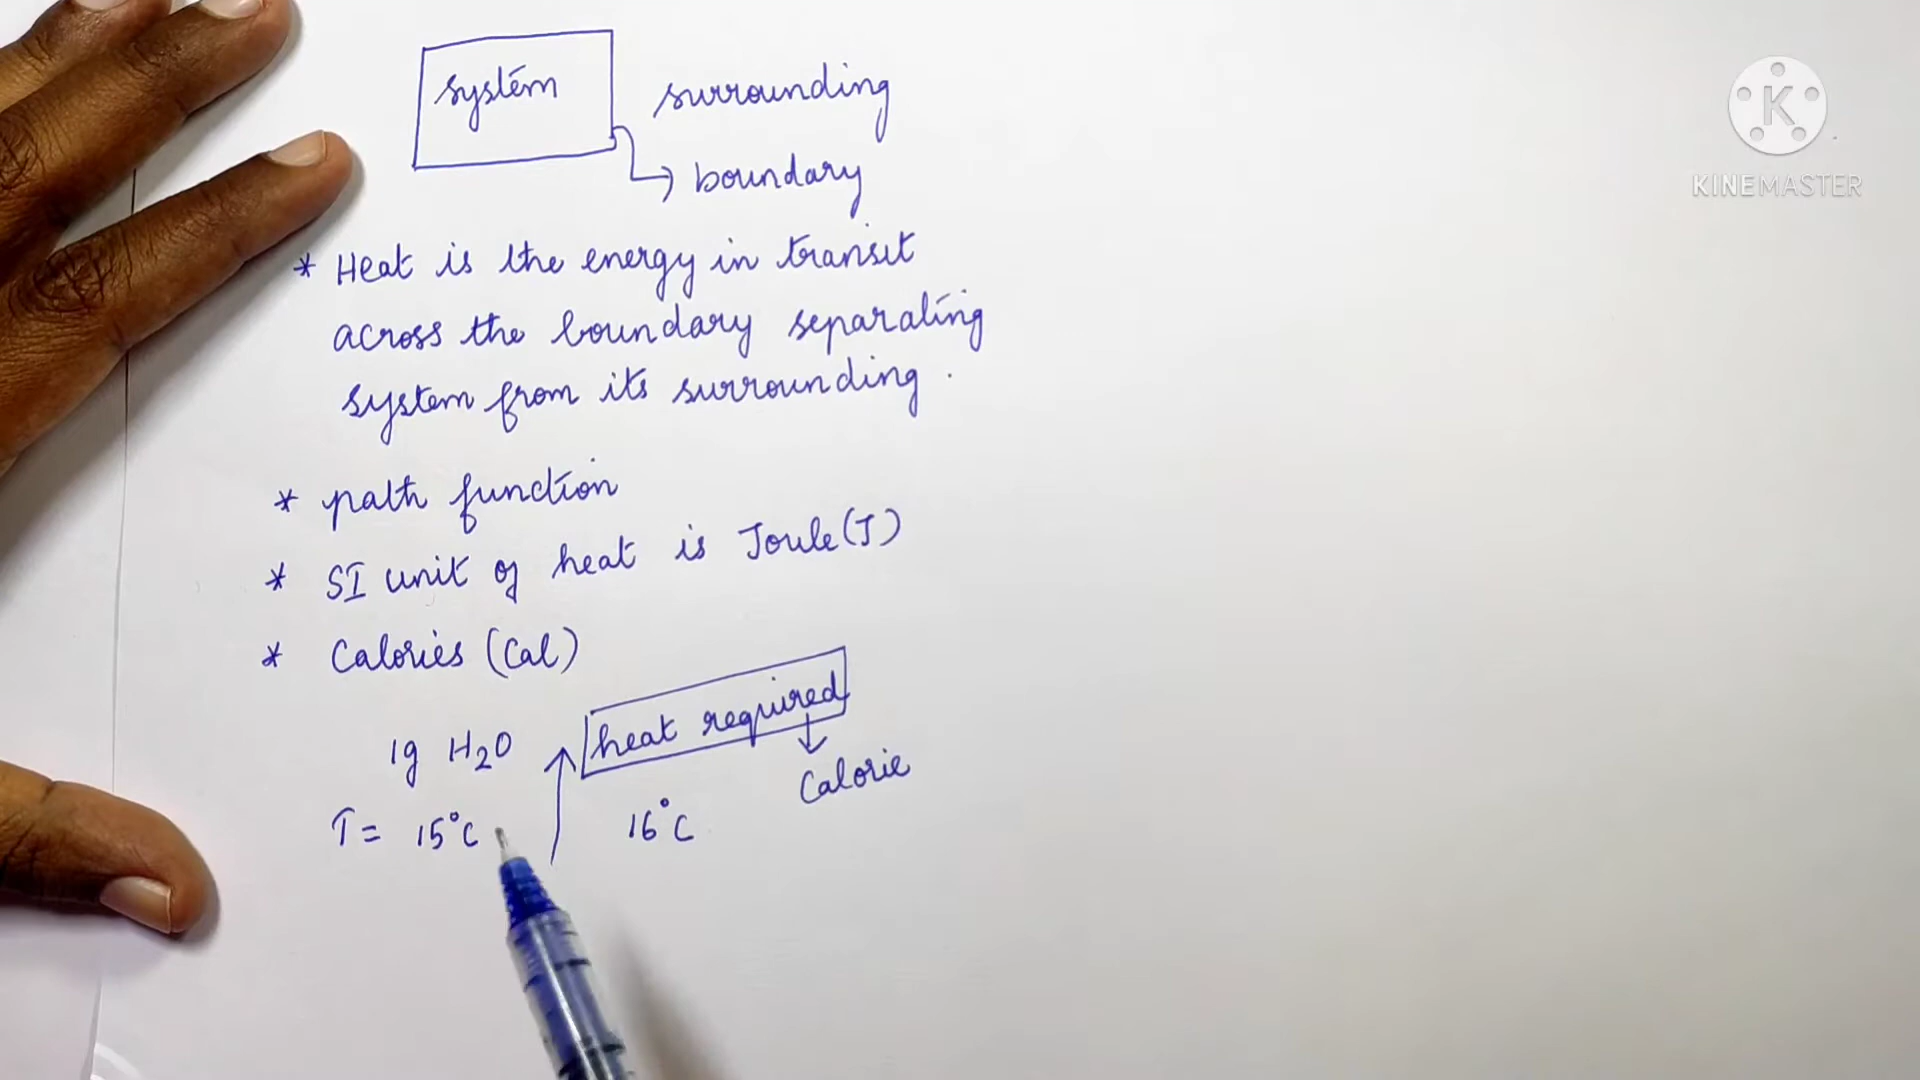 system
surrounding
boundary
* Heat is the energy in transit
across the boundary separating
system from its surrounding.
* path function
* SI unit of heat is Joule (J)
* Calories (Cal)
heat required
1g H₂O
Calorie
T = 15°C
16°C
K
KINEMASTER